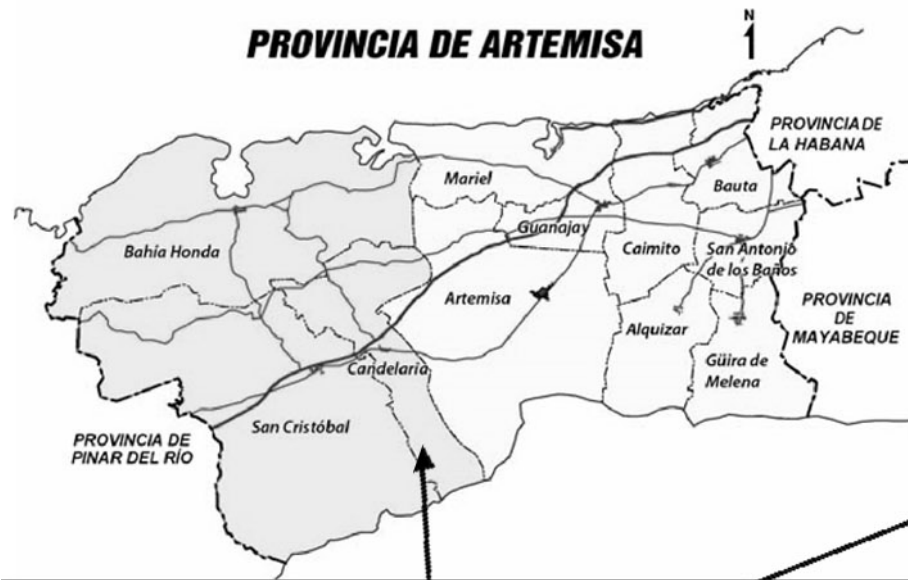 N
PROVINCIA DE ARTEMISA
PROVINCIA DE
LA HABANA
Mariel
Bauta
Guanajay
Bahía Honda
Caimito
San Antonio
de los Baños
Artemisa
PROVINCIA
DE
MAYABEQUE
Alquizar
Candelaria
Güira de
Melena
San Cristóbal
PROVINCIA DE
PINAR DEL RÍO